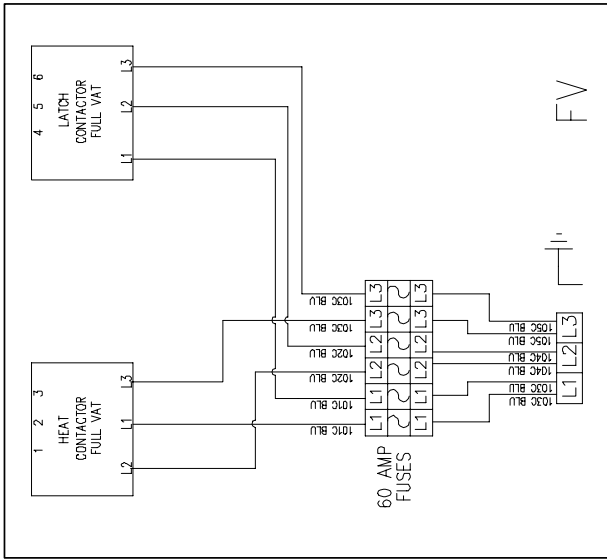 4 5 6
LATCH
CONTACTOR
FULL VAT
L1 L2 L3
1 2 3
HEAT
CONTACTOR
FULL VAT
L2 L1 L3
101C BLU
101C BLU
102C BLU
102C BLU
103C BLU
103C BLU
L1 L1 L2 L2 L3 L3
60 AMP
FUSES
L1 L1 L2 L2 L3 L3
103C BLU
103C BLU
104C BLU
104C BLU
105C BLU
105C BLU
L1 L2 L3
FV